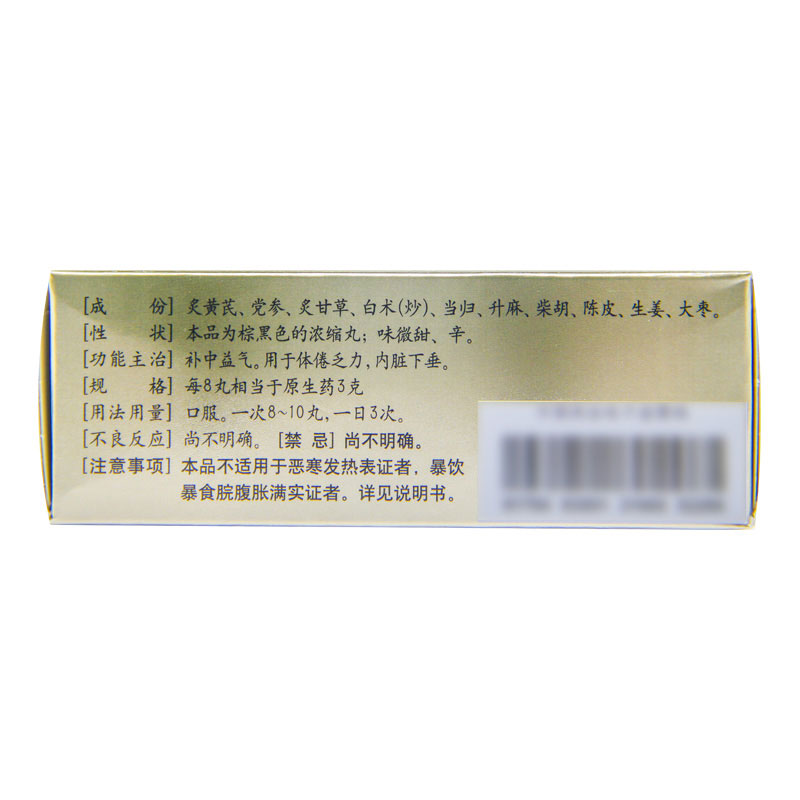 [成　份] 炙黄芪、党参、炙甘草、白术(炒)、当归、升麻、柴胡、陈皮、生姜、大枣。
[性　状] 本品为棕黑色的浓缩丸；味微甜、辛。
[功能主治] 补中益气。用于体倦乏力，内脏下垂。
[规　格] 每8丸相当于原生药3克
[用法用量] 口服。一次8~10丸，一日3次。
[不良反应] 尚不明确。 [禁 忌] 尚不明确。
[注意事项] 本品不适用于恶寒发热表证者，暴饮
暴食脘腹胀满实证者。详见说明书。